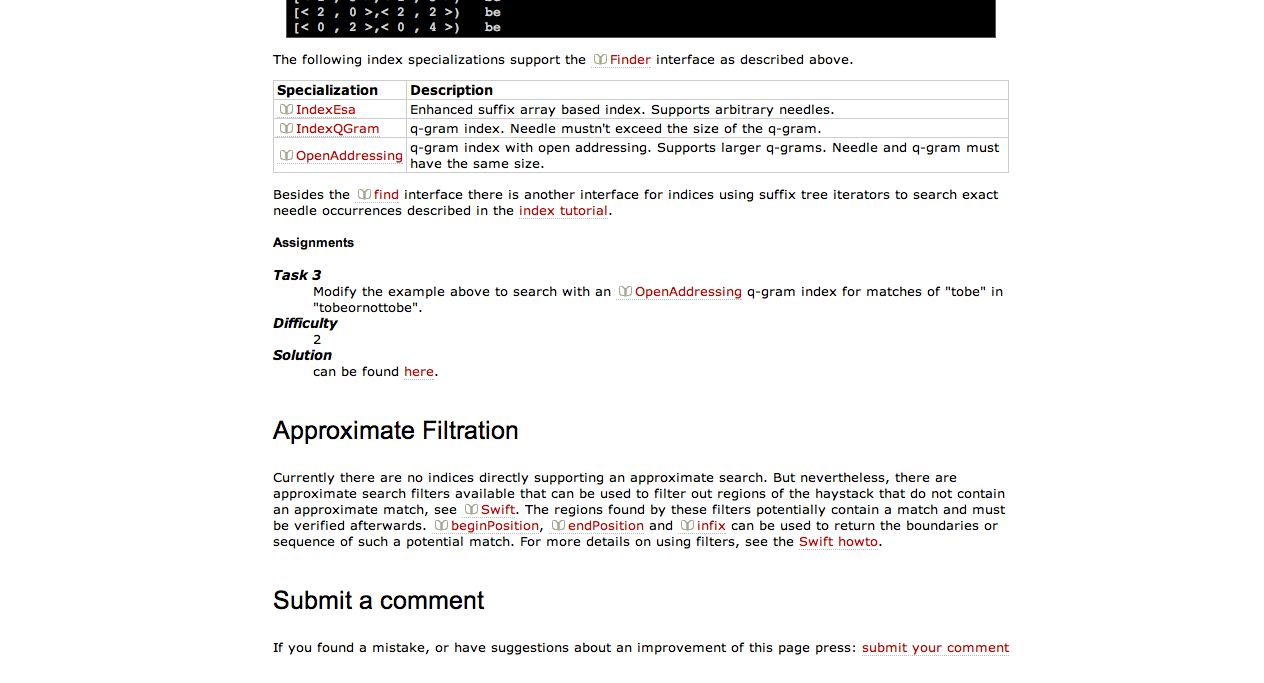 [< 2 , 0 >,< 2 , 2 >)   be
[< 0 , 2 >,< 0 , 4 >)   be
The following index specializations support the Finder interface as described above.
Specialization Description
IndexEsa Enhanced suffix array based index. Supports arbitrary needles.
IndexQGram q-gram index. Needle mustn't exceed the size of the q-gram.
OpenAddressing q-gram index with open addressing. Supports larger q-grams. Needle and q-gram must
have the same size.
Besides the find interface there is another interface for indices using suffix tree iterators to search exact
needle occurrences described in the index tutorial.
Assignments
Task 3
Modify the example above to search with an OpenAddressing q-gram index for matches of "tobe" in
"tobeornottobe".
Difficulty
2
Solution
can be found here.
Approximate Filtration
Currently there are no indices directly supporting an approximate search. But nevertheless, there are
approximate search filters available that can be used to filter out regions of the haystack that do not contain
an approximate match, see Swift. The regions found by these filters potentially contain a match and must
be verified afterwards. beginPosition, endPosition and infix can be used to return the boundaries or
sequence of such a potential match. For more details on using filters, see the Swift howto.
Submit a comment
If you found a mistake, or have suggestions about an improvement of this page press: submit your comment